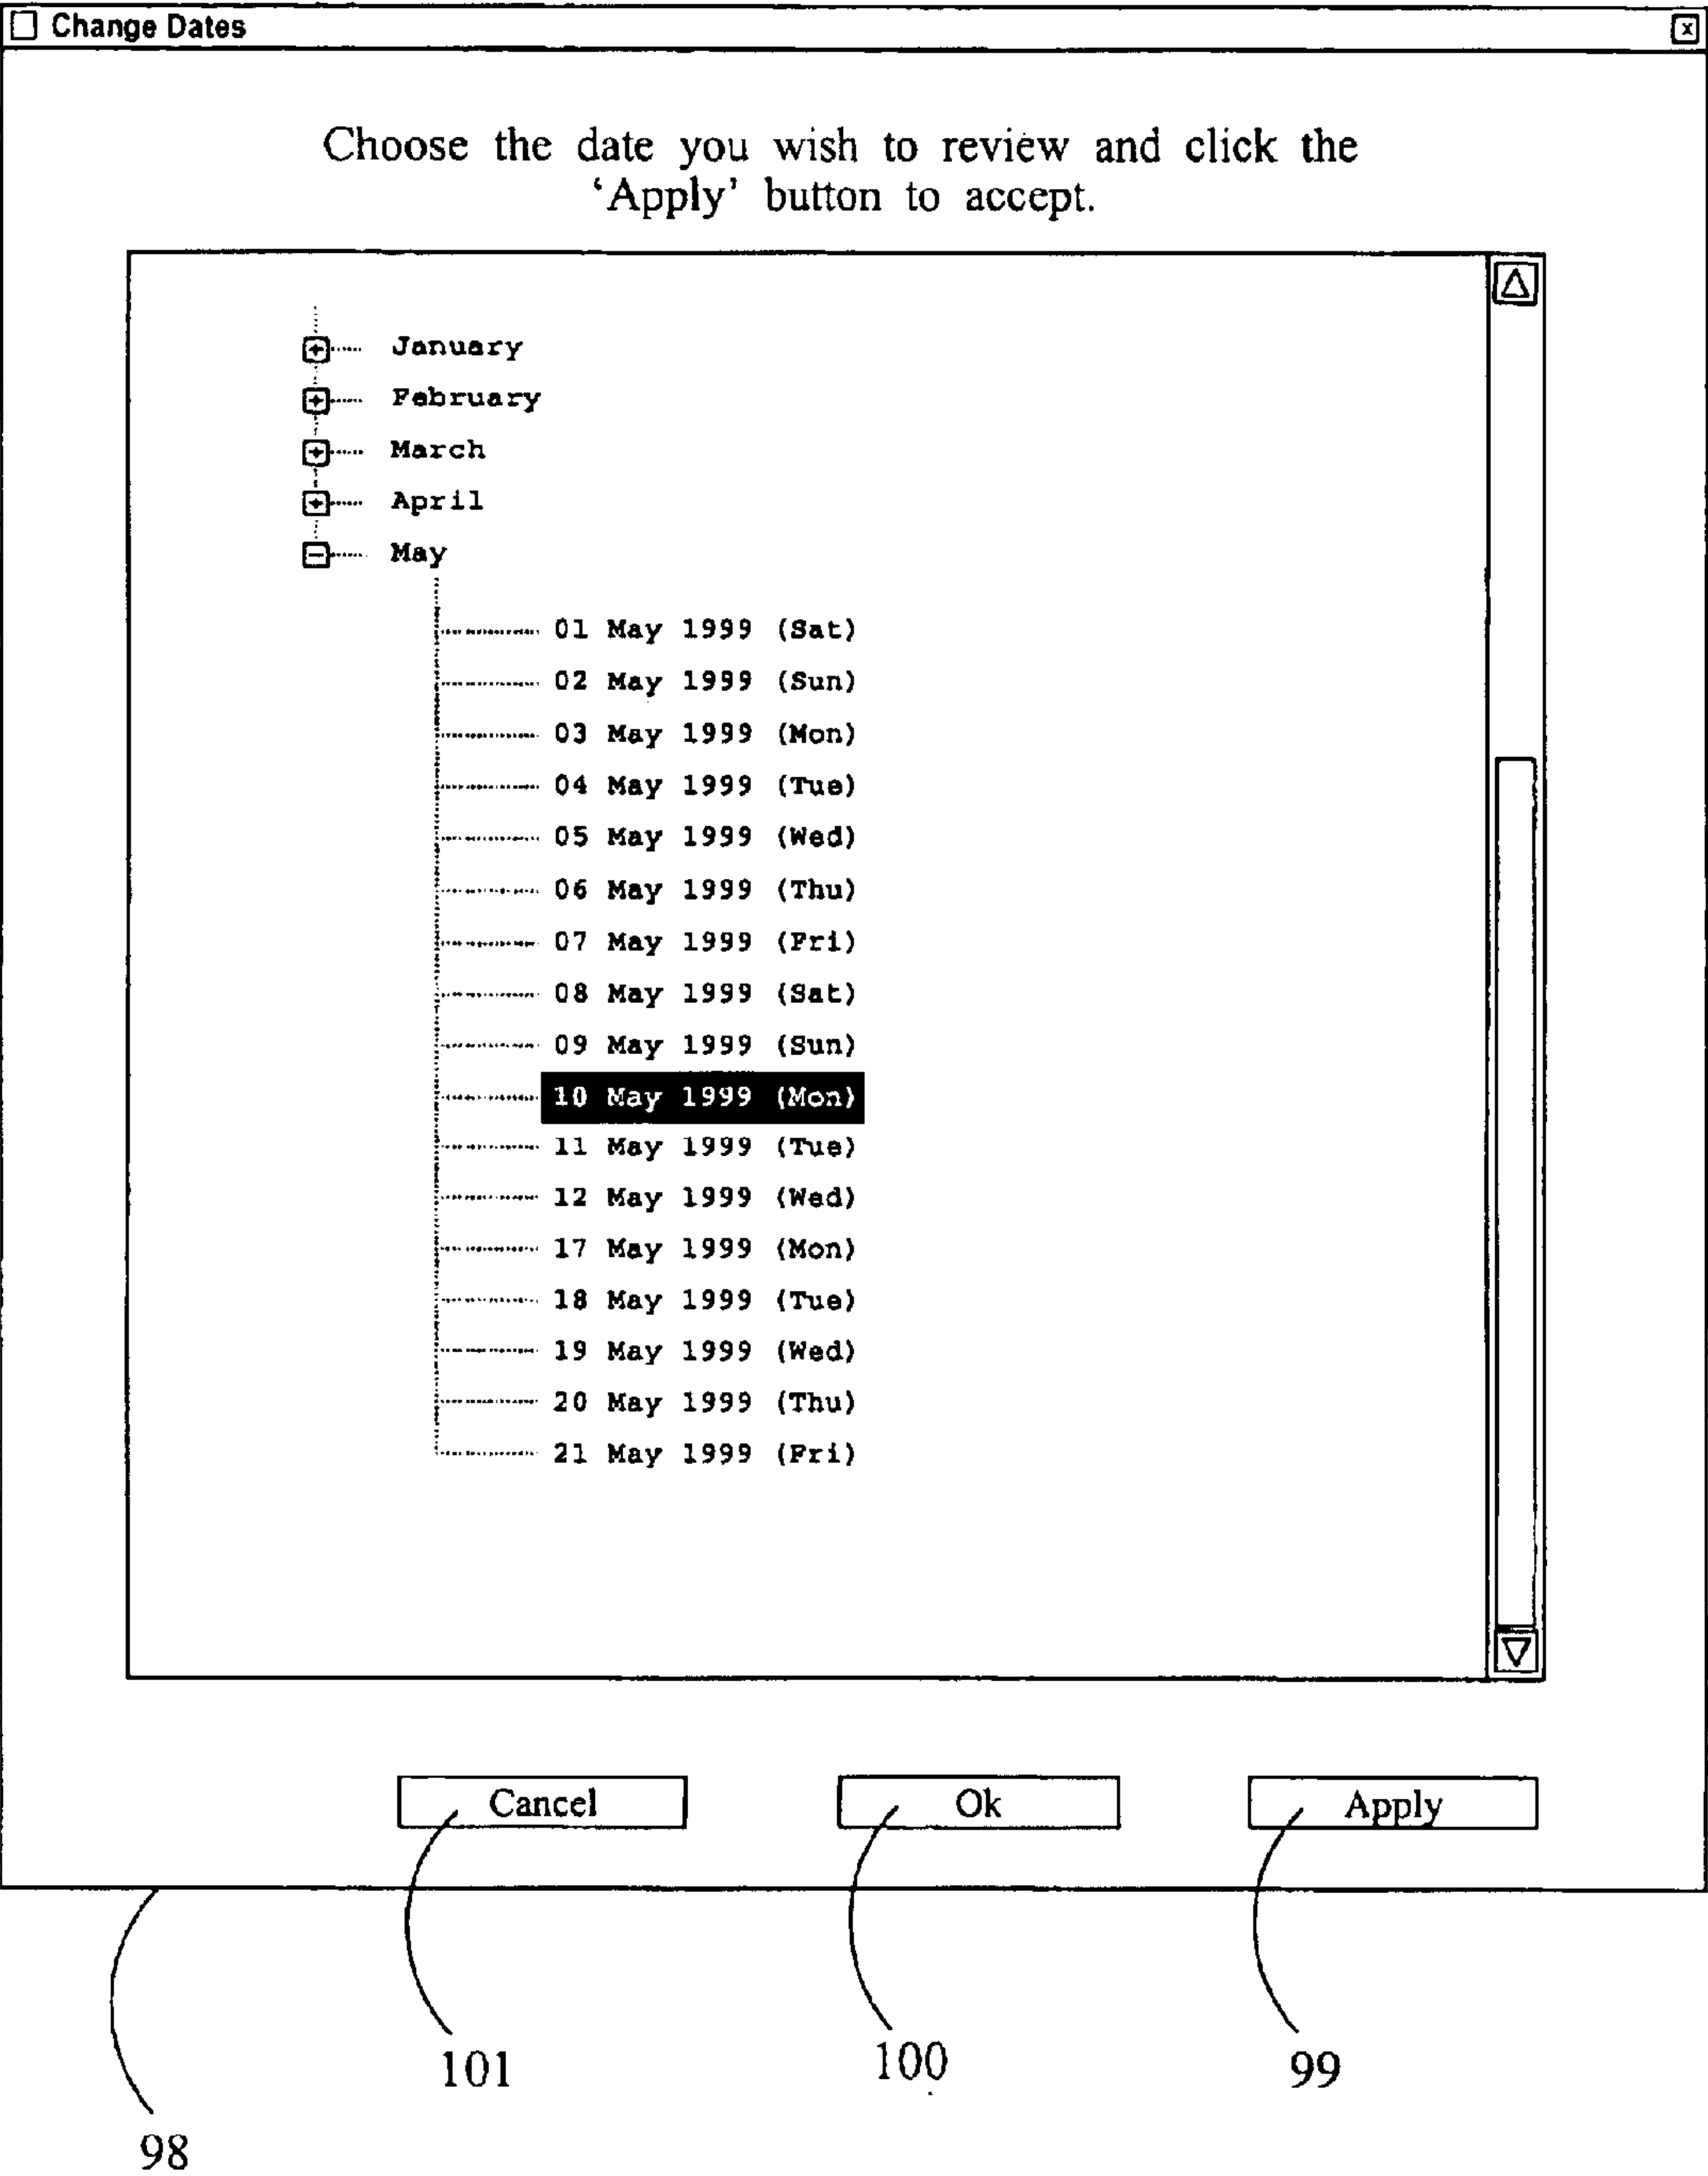 Change Dates
x
Choose the date you wish to review and click the
‘Apply’ button to accept.
January
February
March
April
May
01 May 1999 (Sat)
02 May 1999 (Sun)
03 May 1999 (Mon)
04 May 1999 (Tue)
05 May 1999 (Wed)
06 May 1999 (Thu)
07 May 1999 (Fri)
08 May 1999 (Sat)
09 May 1999 (Sun)
10 May 1999 (Mon)
11 May 1999 (Tue)
12 May 1999 (Wed)
17 May 1999 (Mon)
18 May 1999 (Tue)
19 May 1999 (Wed)
20 May 1999 (Thu)
21 May 1999 (Fri)
Cancel Ok Apply
101 100 99
98